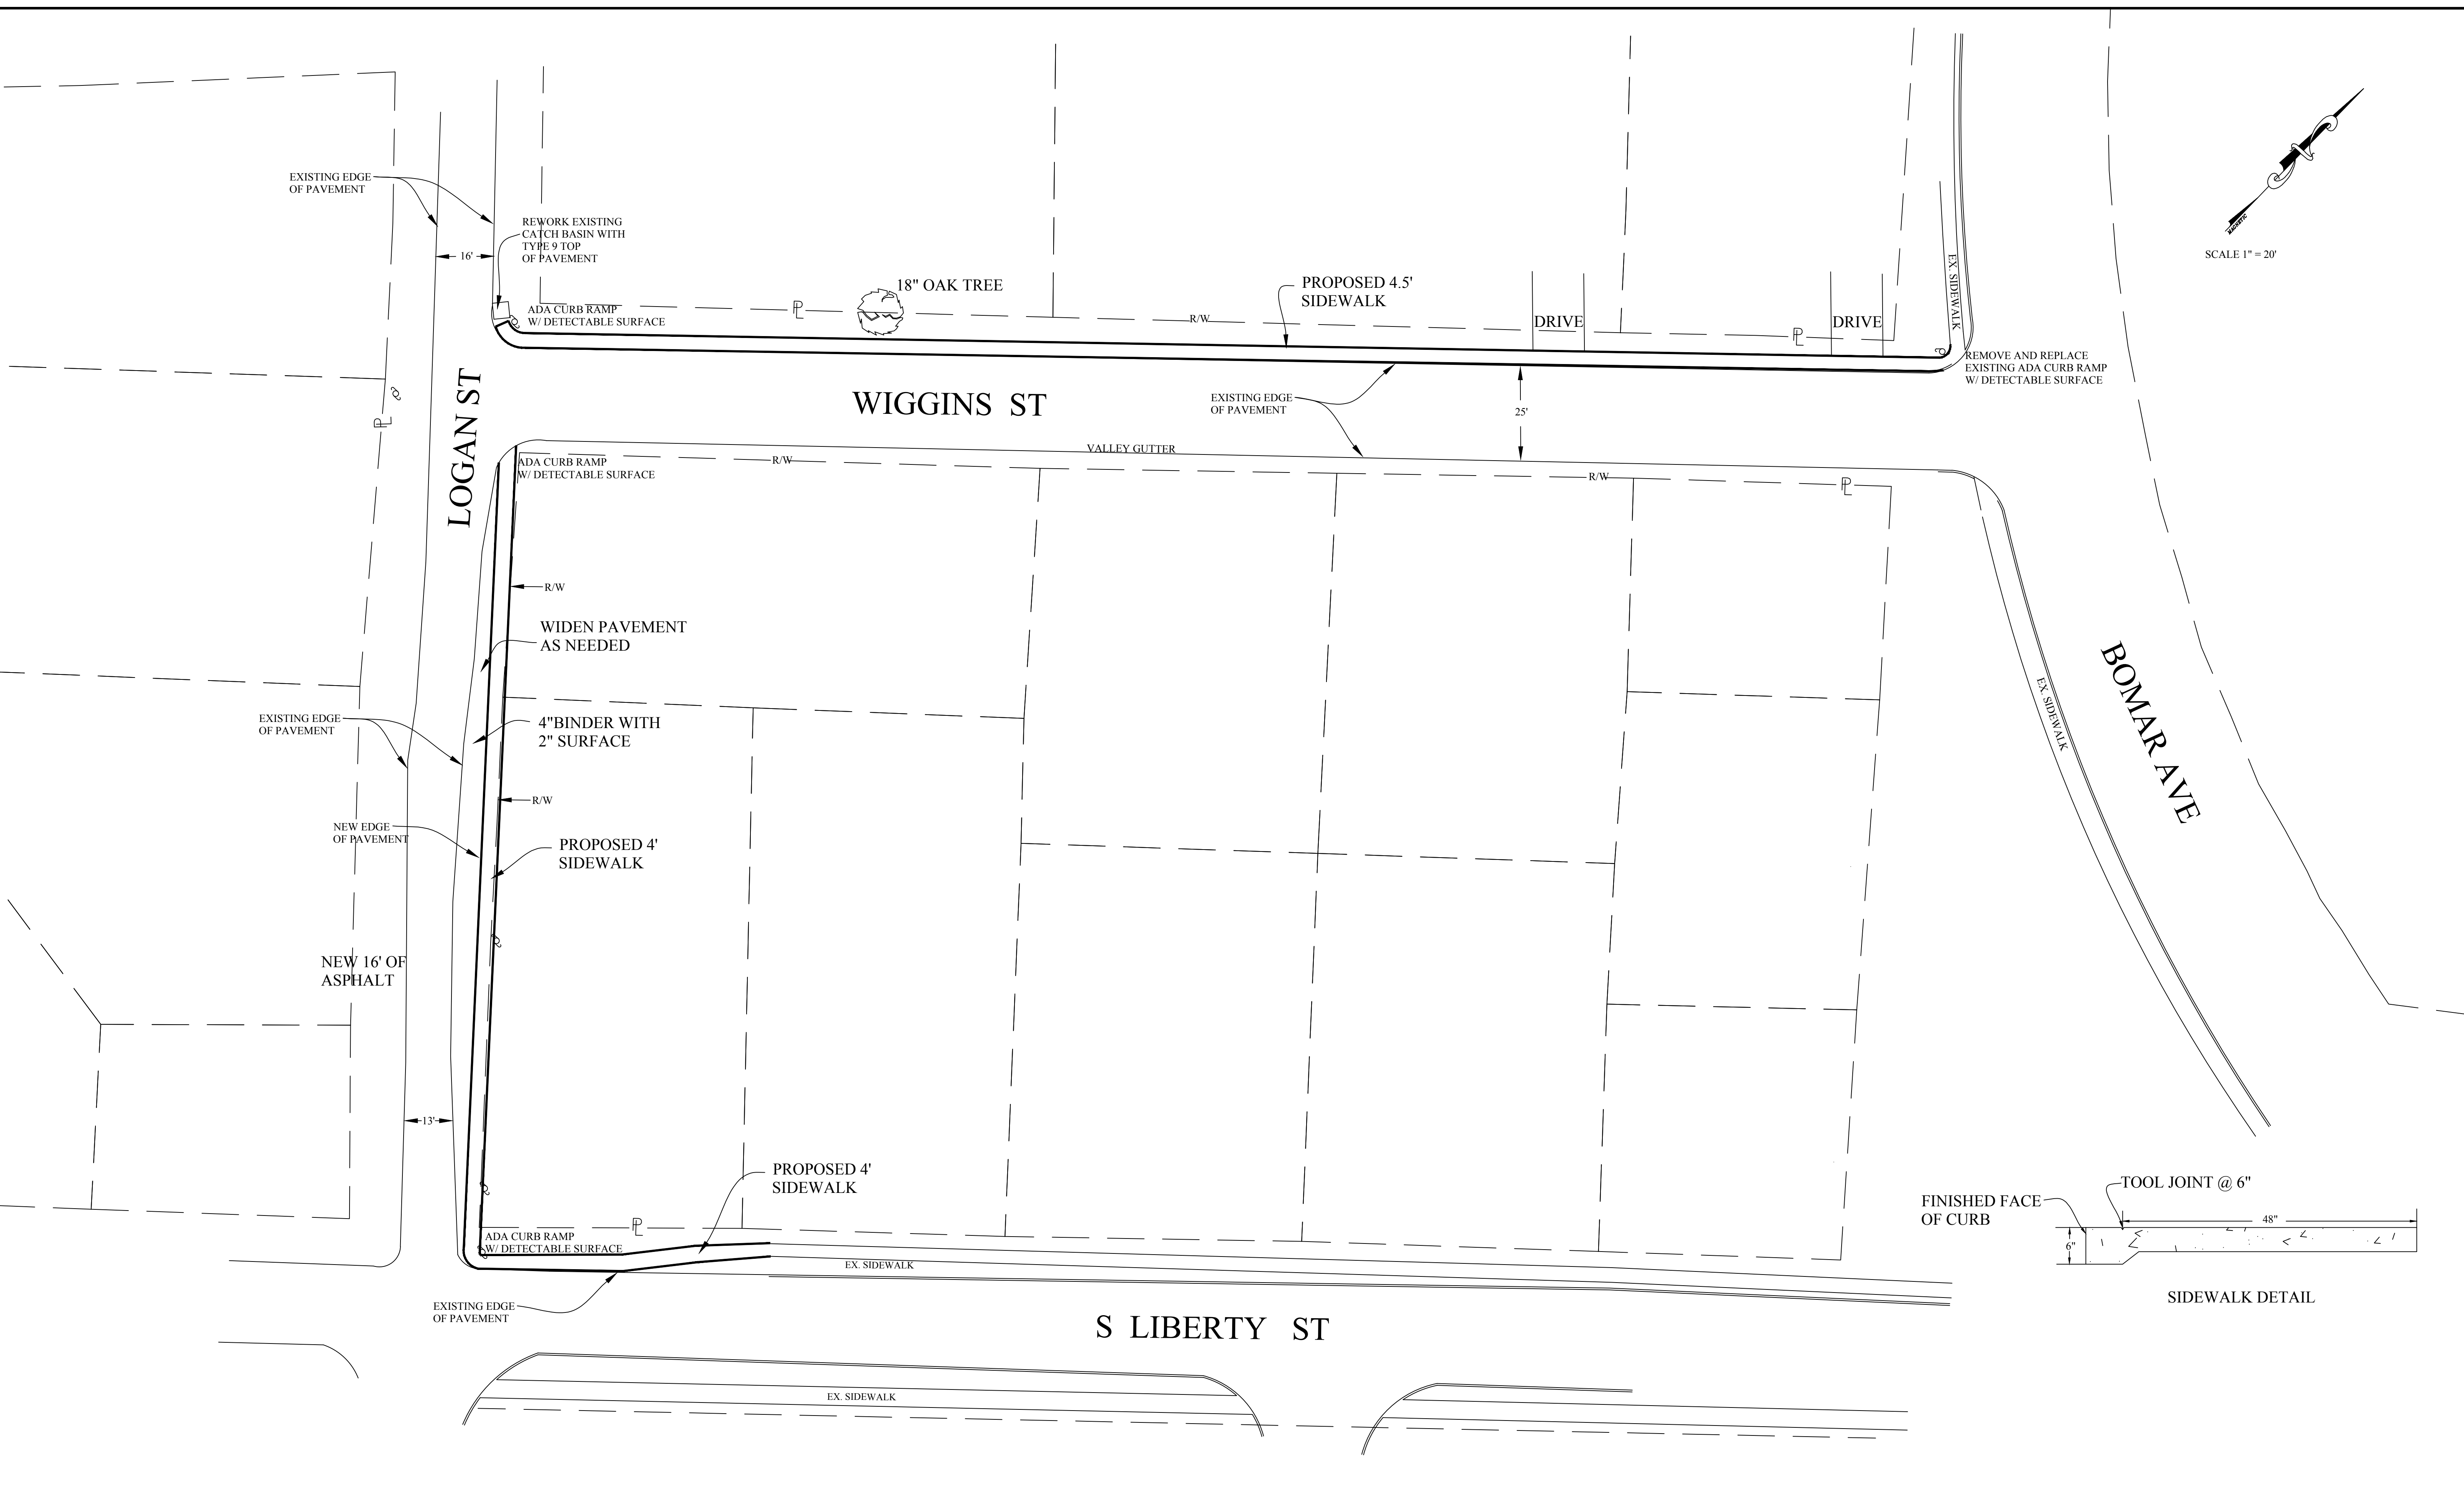 EXISTING EDGE
OF PAVEMENT
REWORK EXISTING
CATCH BASIN WITH
TYPE 9 TOP
OF PAVEMENT
16'
ADA CURB RAMP
W/ DETECTABLE SURFACE
PL
18" OAK TREE
R/W
PROPOSED 4.5'
SIDEWALK
DRIVE
PL
DRIVE
EX. SIDEWALK
REMOVE AND REPLACE
EXISTING ADA CURB RAMP
W/ DETECTABLE SURFACE
MAGNETIC
SCALE 1" = 20'
PL
LOGAN ST
WIGGINS ST
EXISTING EDGE
OF PAVEMENT
25'
VALLEY GUTTER
ADA CURB RAMP
W/ DETECTABLE SURFACE
R/W
R/W
PL
R/W
WIDEN PAVEMENT
AS NEEDED
EXISTING EDGE
OF PAVEMENT
4"BINDER WITH
2" SURFACE
R/W
NEW EDGE
OF PAVEMENT
PROPOSED 4'
SIDEWALK
EX. SIDEWALK
BOMAR AVE
NEW 16' OF
ASPHALT
13'
PROPOSED 4'
SIDEWALK
PL
ADA CURB RAMP
W/ DETECTABLE SURFACE
EX. SIDEWALK
EXISTING EDGE
OF PAVEMENT
S LIBERTY ST
EX. SIDEWALK
FINISHED FACE
OF CURB
TOOL JOINT @ 6"
48"
6"
SIDEWALK DETAIL